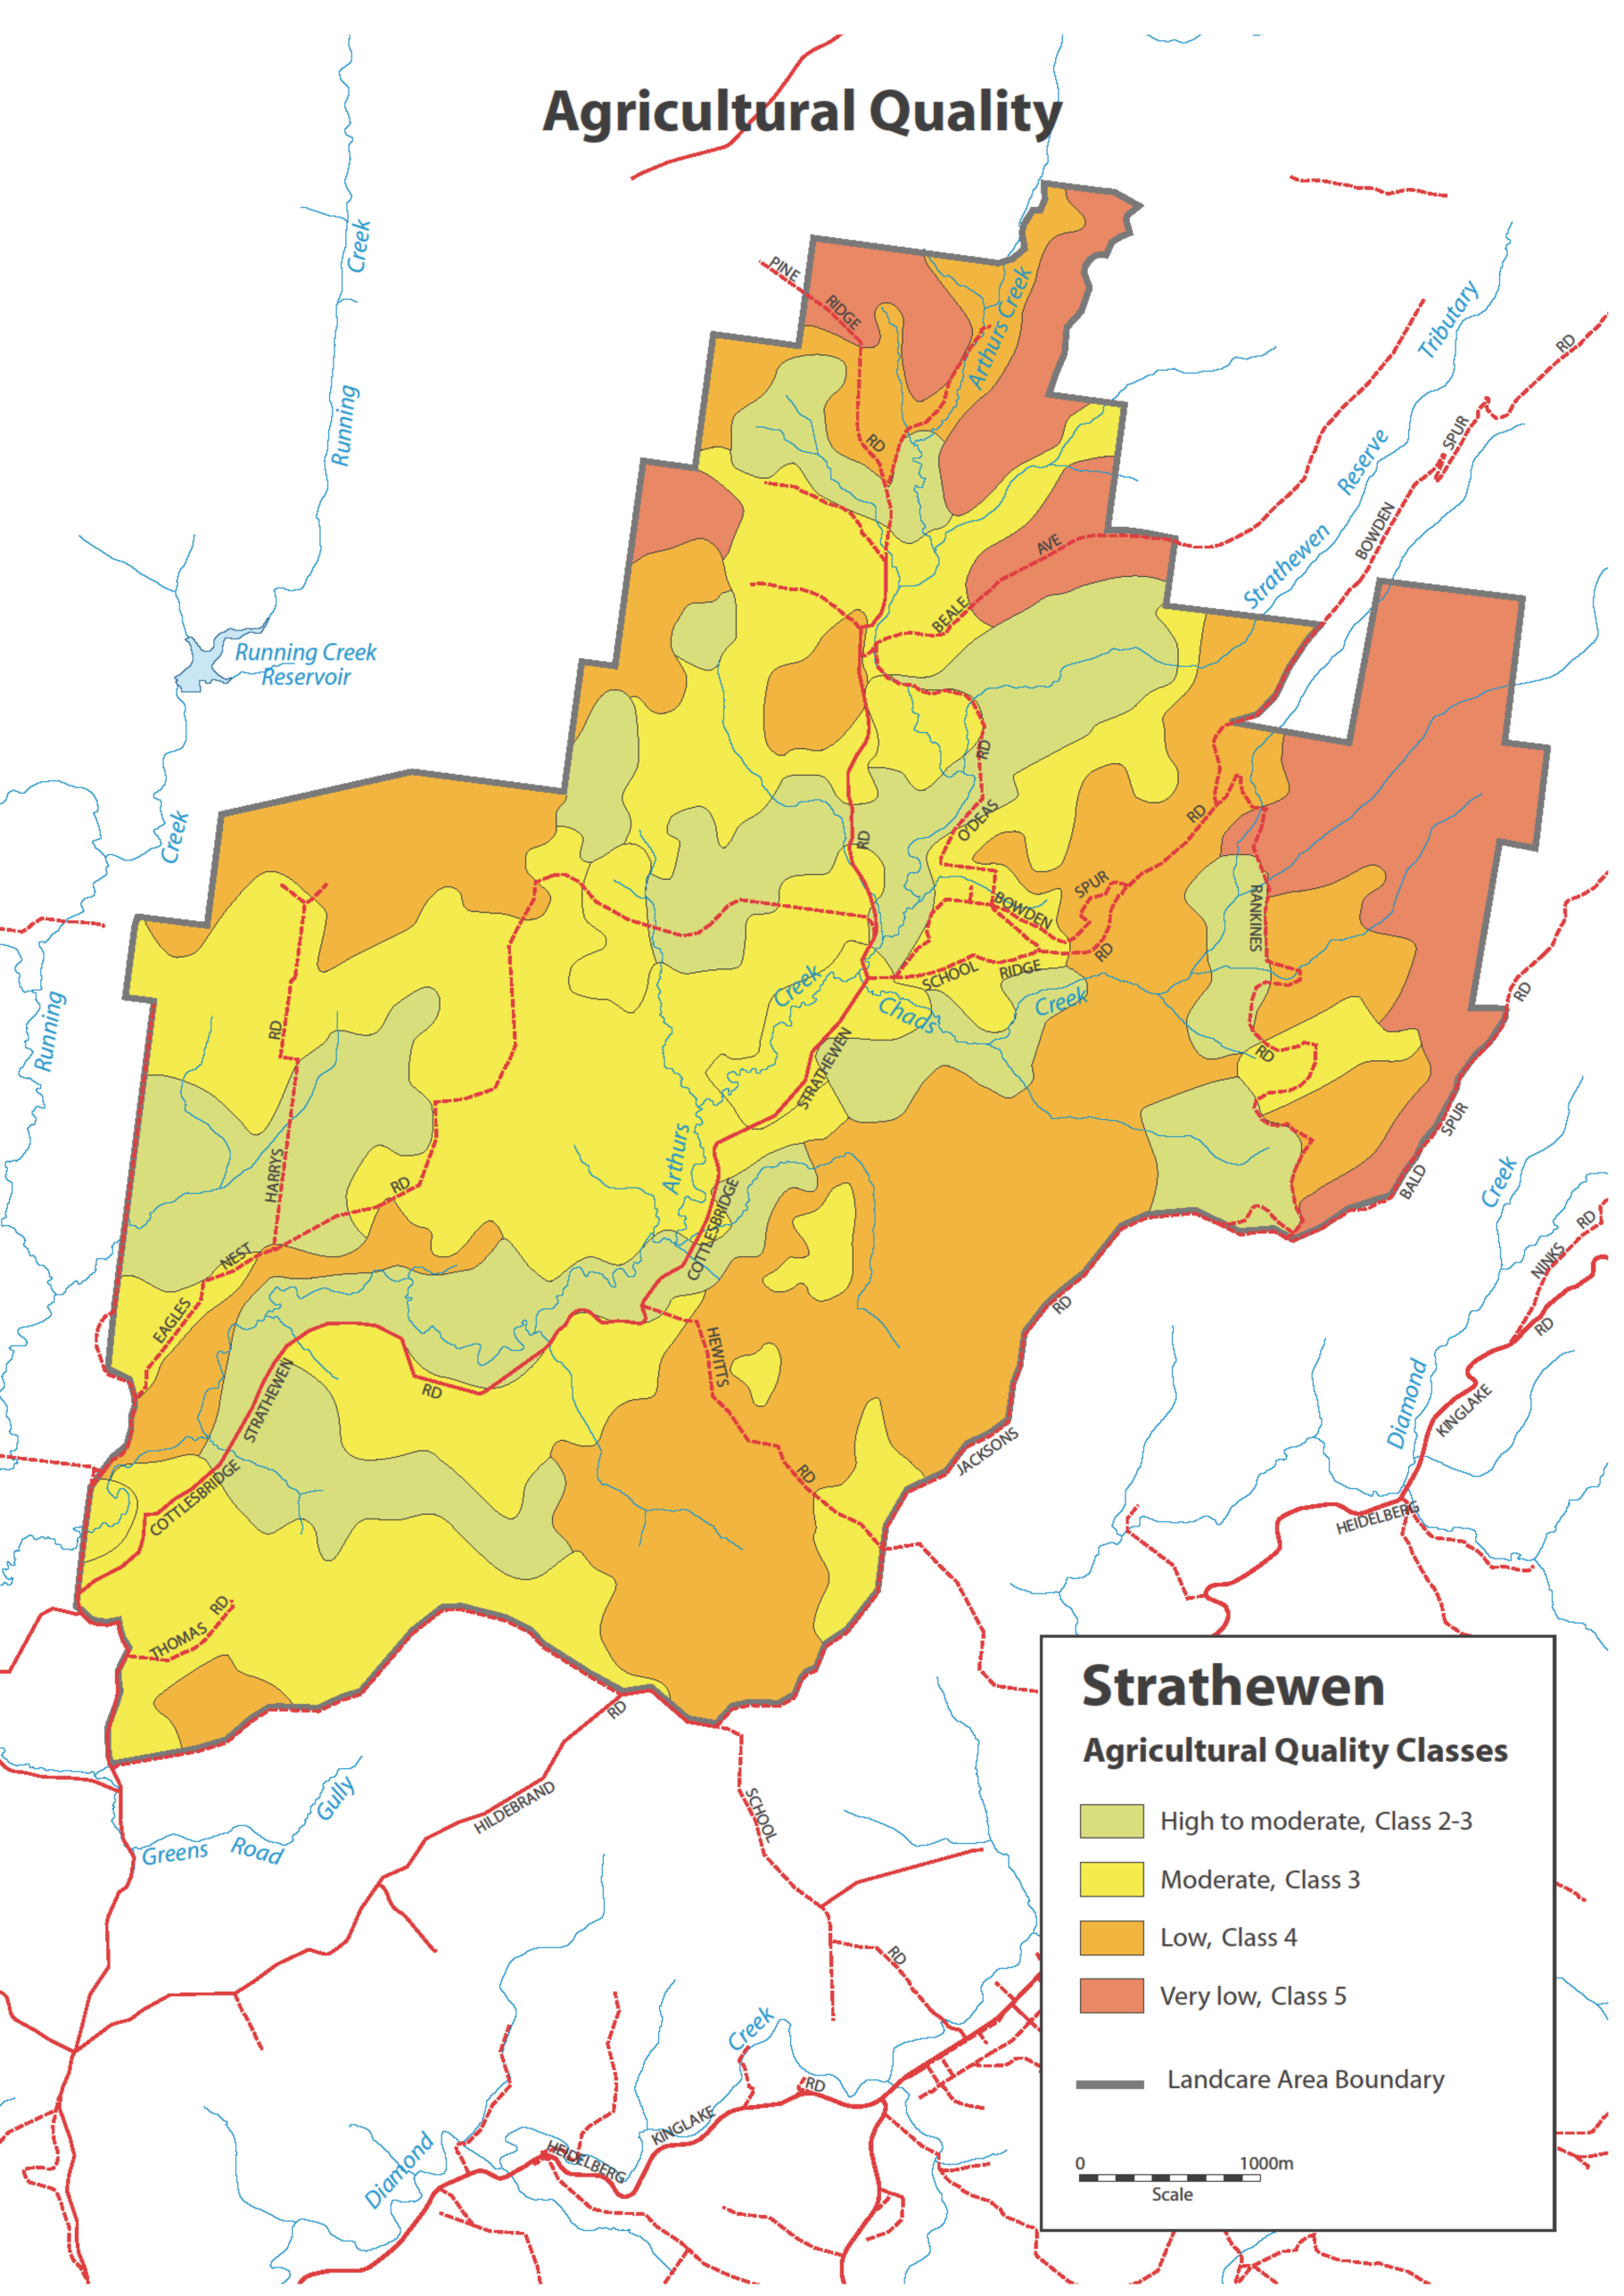 Agricultural Quality
Creek
Running
PINE
RIDGE
RD
Arthurs Creek
Tributary
Reserve
Strathewen
RD
SPUR
BOWDEN
AVE
BEALE
Running Creek
Reservoir
Creek
Running
RD
O'DEAS
RD
RD
SPUR
BOWDEN
RD
RANKINES
RD
SCHOOL RIDGE
Creek
Chads
Creek
STRATHEWEN
Arthurs
COTTLESBRIDGE
RD
HARRYS
RD
NEST
EAGLES
RD
SPUR
BALD
RD
JACKSONS
HEWITTS
RD
RD
STRATHEWEN
COTTLESBRIDGE
THOMAS RD
Creek
Diamond
NINKS RD
RD
KINGLAKE
HEIDELBERG
RD
HILDEBRAND
SCHOOL
RD
Greens Road Gully
Creek
Diamond
RD
KINGLAKE
HEIDELBERG
Strathewen
Agricultural Quality Classes
High to moderate, Class 2-3
Moderate, Class 3
Low, Class 4
Very low, Class 5
Landcare Area Boundary
0 1000m
Scale